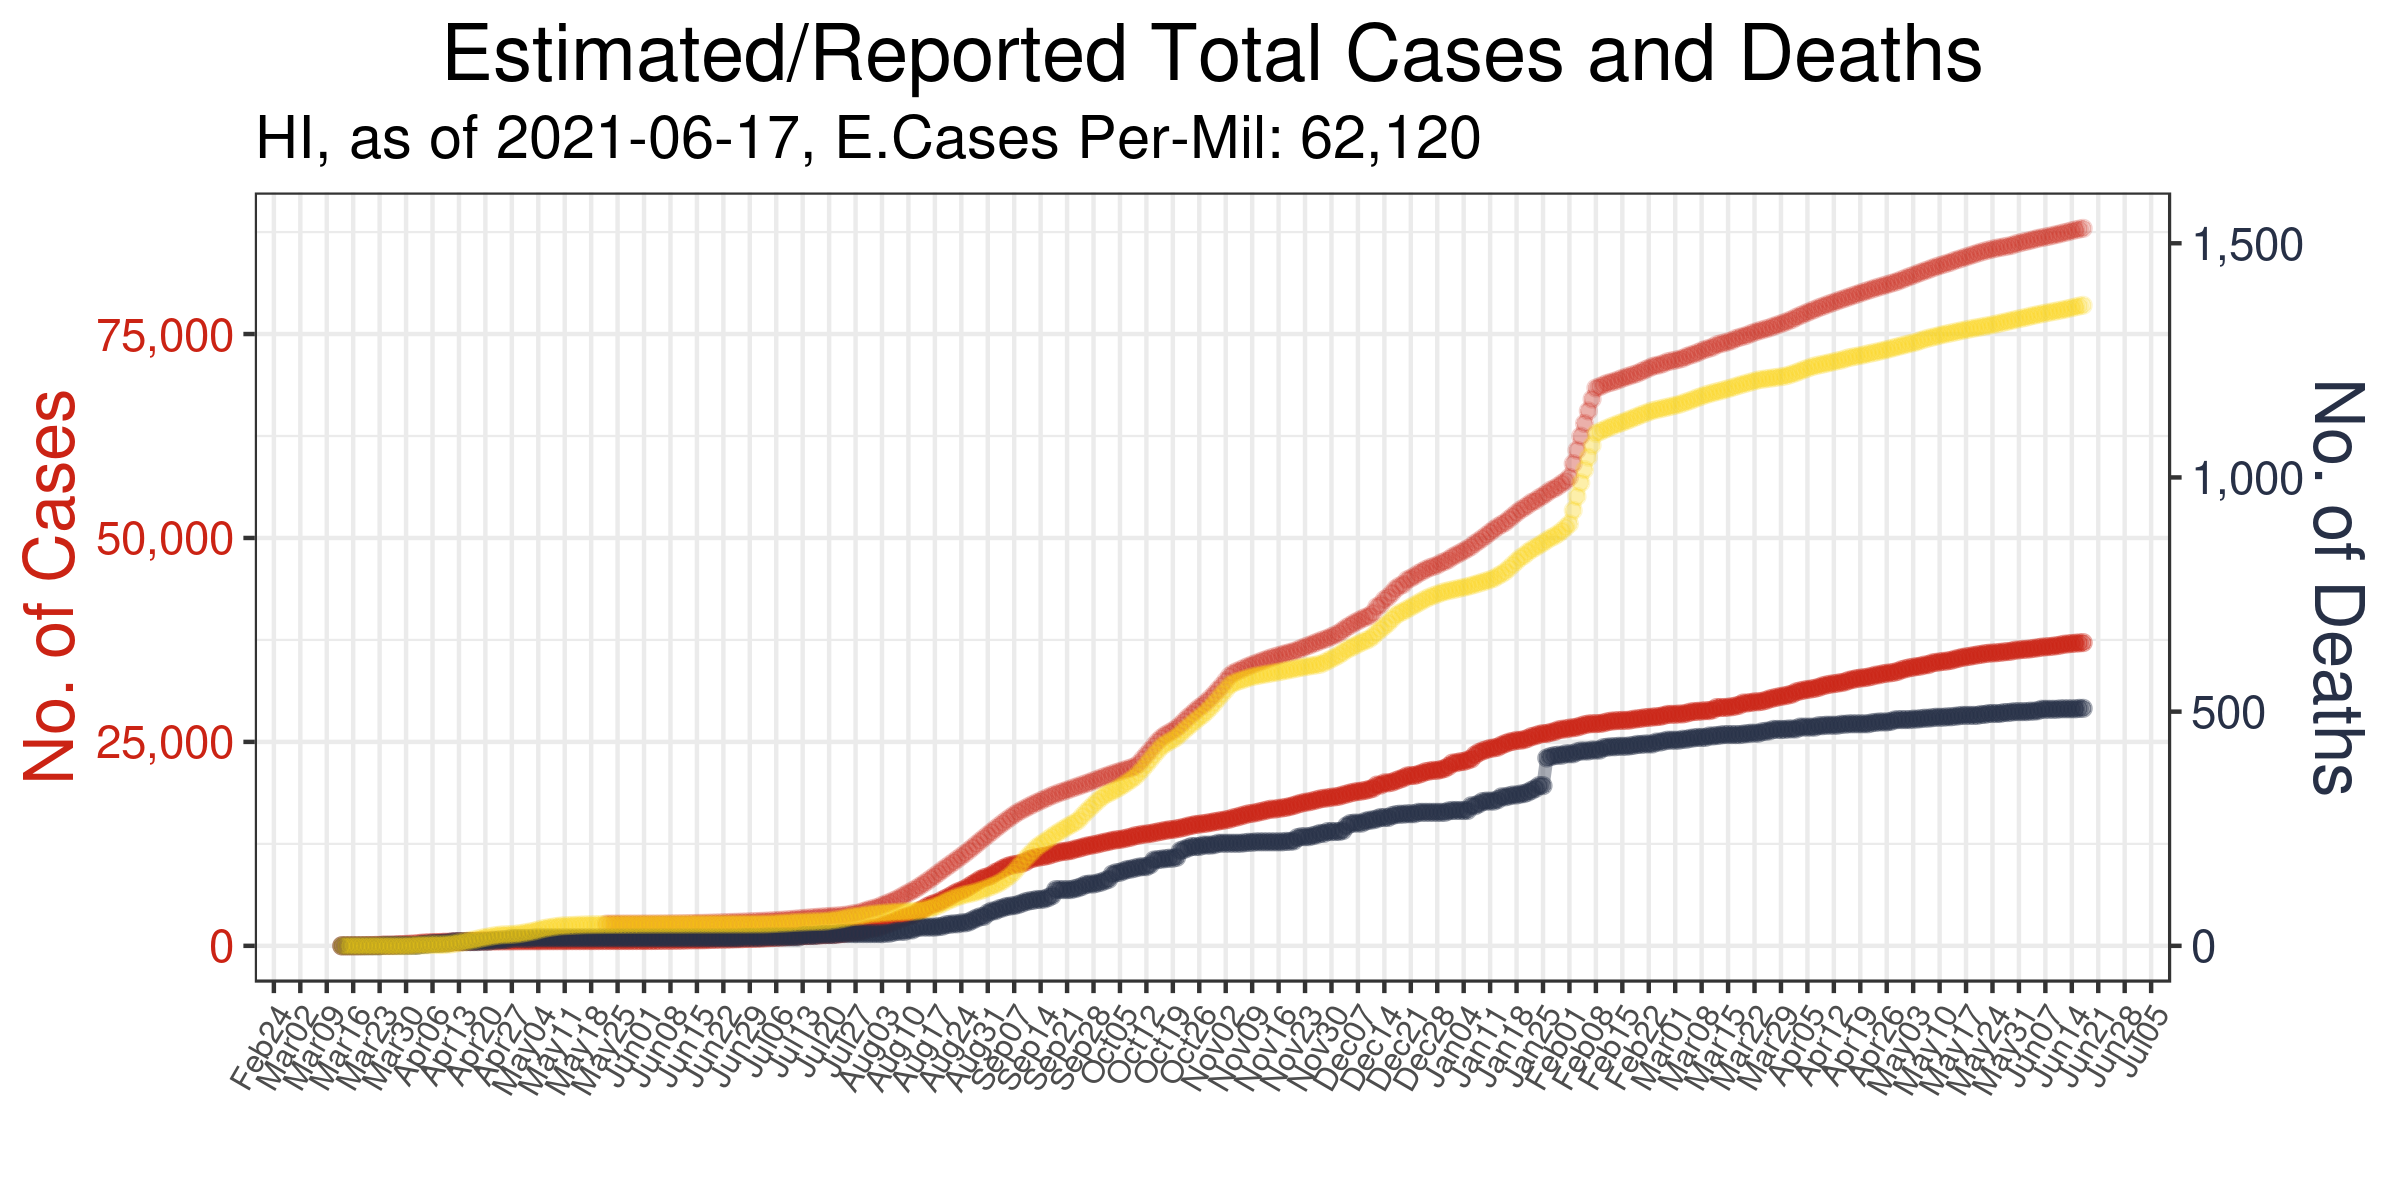 Estimated/Reported Total Cases and Deaths
HI, as of 2021-06-17, E.Cases Per-Mil: 62,120
No. of Cases
75,000
50,000
25,000
0
1,500
1,000
500
0
No. of Deaths
Feb24
Mar02
Mar09
Mar16
Mar23
Mar30
Apr06
Apr13
Apr20
Apr27
May04
May11
May18
May25
Jun01
Jun08
Jun15
Jun22
Jun29
Jul06
Jul13
Jul20
Jul27
Aug03
Aug10
Aug17
Aug24
Aug31
Sep07
Sep14
Sep21
Sep28
Oct05
Oct12
Oct19
Oct26
Nov02
Nov09
Nov16
Nov23
Nov30
Dec07
Dec14
Dec21
Dec28
Jan04
Jan11
Jan18
Jan25
Feb01
Feb08
Feb15
Feb22
Mar01
Mar08
Mar15
Mar22
Mar29
Apr05
Apr12
Apr19
Apr26
May03
May10
May17
May24
May31
Jun07
Jun14
Jun21
Jun28
Jul05